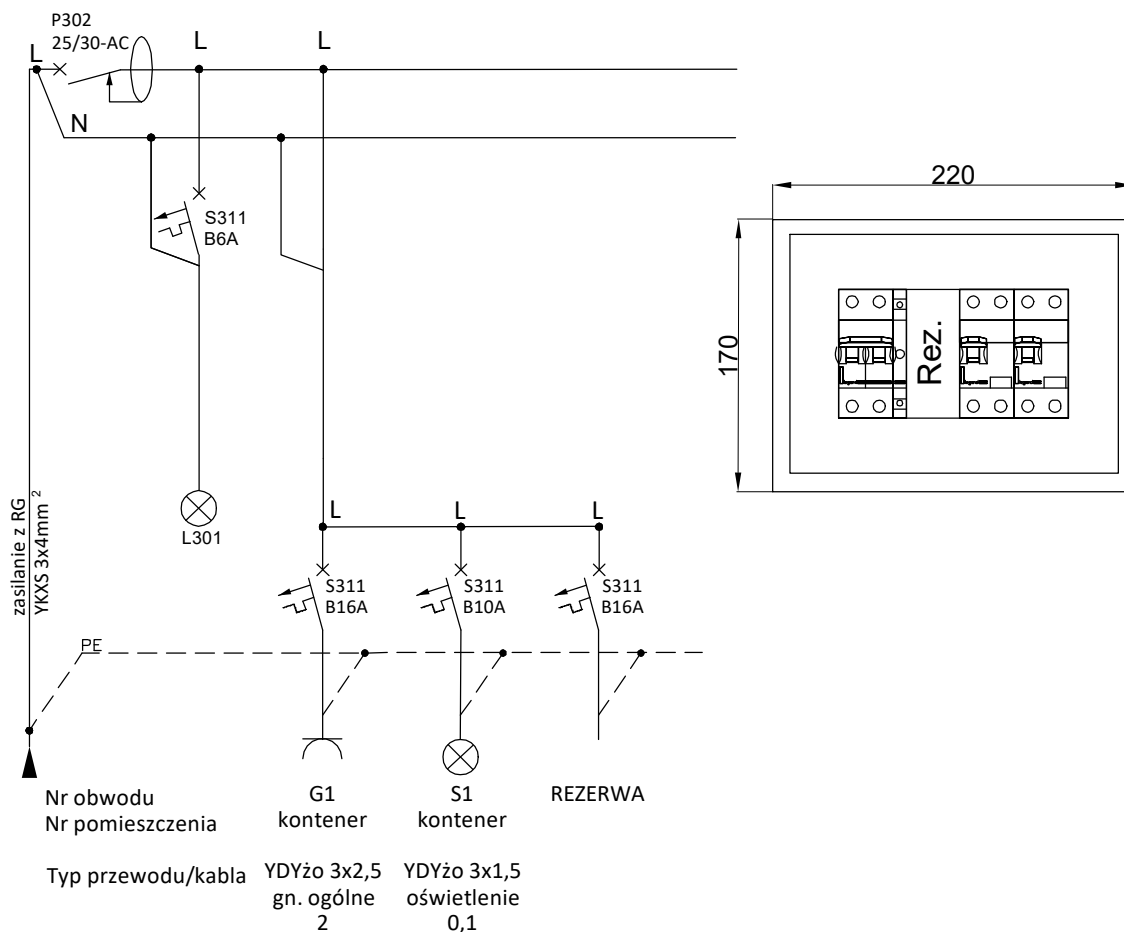 P302
25/30-AC
L
L
L
N
S311
B6A
L301
zasilanie z RG
YKXS 3x4mm²
L
L
L
S311
B16A
S311
B10A
S311
B16A
PE
Nr obwodu
Nr pomieszczenia
G1
kontener
S1
kontener
REZERWA
Typ przewodu/kabla
YDYżo 3x2,5
gn. ogólne
2
YDYżo 3x1,5
oświetlenie
0,1
220
170
Rez.